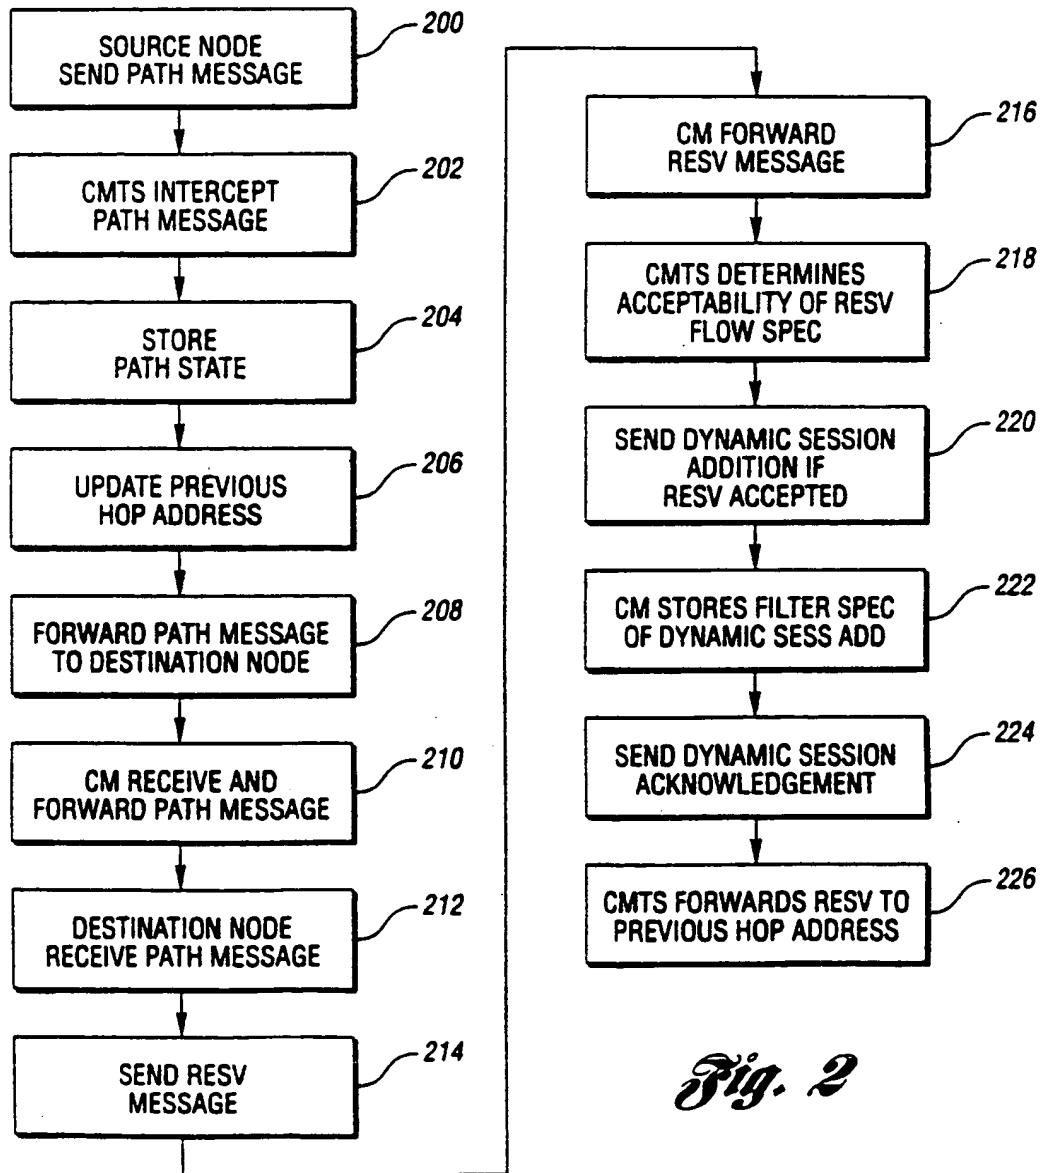 SOURCE NODE
SEND PATH MESSAGE
200
CMTS INTERCEPT
PATH MESSAGE
202
STORE
PATH STATE
204
UPDATE PREVIOUS
HOP ADDRESS
206
FORWARD PATH MESSAGE
TO DESTINATION NODE
208
CM RECEIVE AND
FORWARD PATH MESSAGE
210
DESTINATION NODE
RECEIVE PATH MESSAGE
212
SEND RESV
MESSAGE
214
CM FORWARD
RESV MESSAGE
216
CMTS DETERMINES
ACCEPTABILITY OF RESV
FLOW SPEC
218
SEND DYNAMIC SESSION
ADDITION IF
RESV ACCEPTED
220
CM STORES FILTER SPEC
OF DYNAMIC SESS ADD
222
SEND DYNAMIC SESSION
ACKNOWLEDGEMENT
224
CMTS FORWARDS RESV TO
PREVIOUS HOP ADDRESS
226
Fig. 2